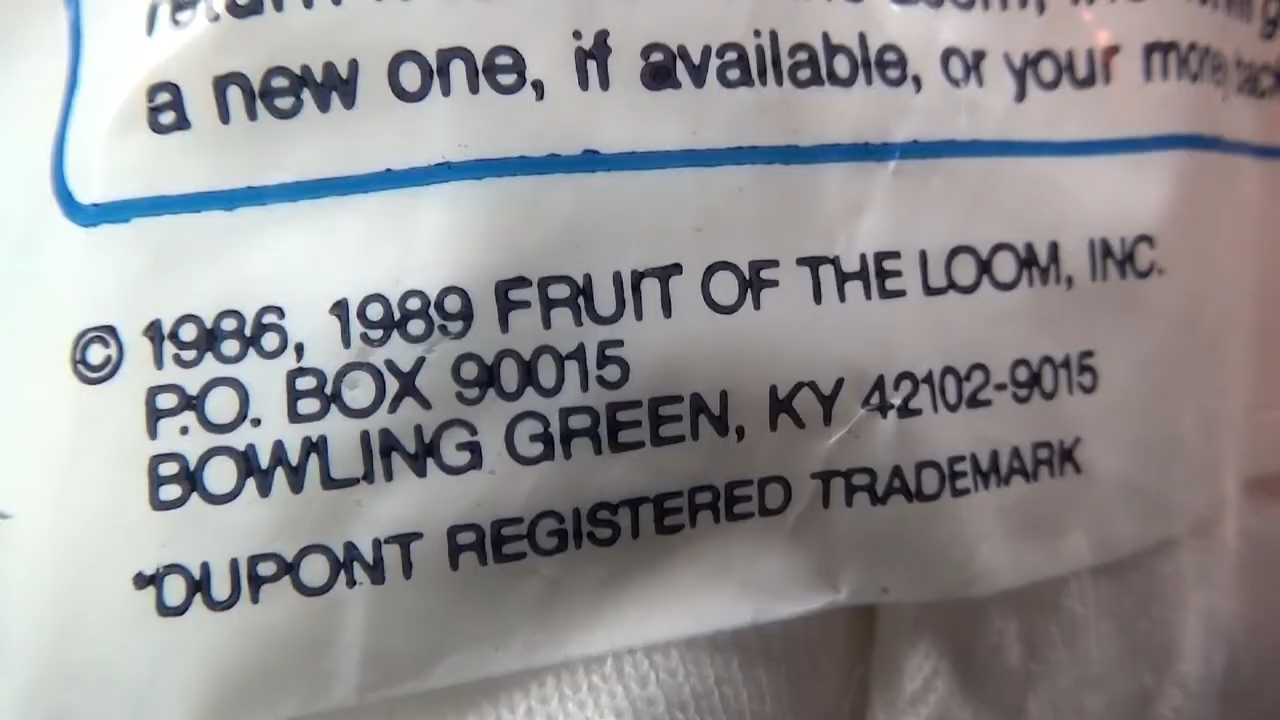 a new one, if available, or your money
© 1986, 1989 FRUIT OF THE LOOM, INC.
P.O. BOX 90015
BOWLING GREEN, KY 42102-9015
*DUPONT REGISTERED TRADEMARK